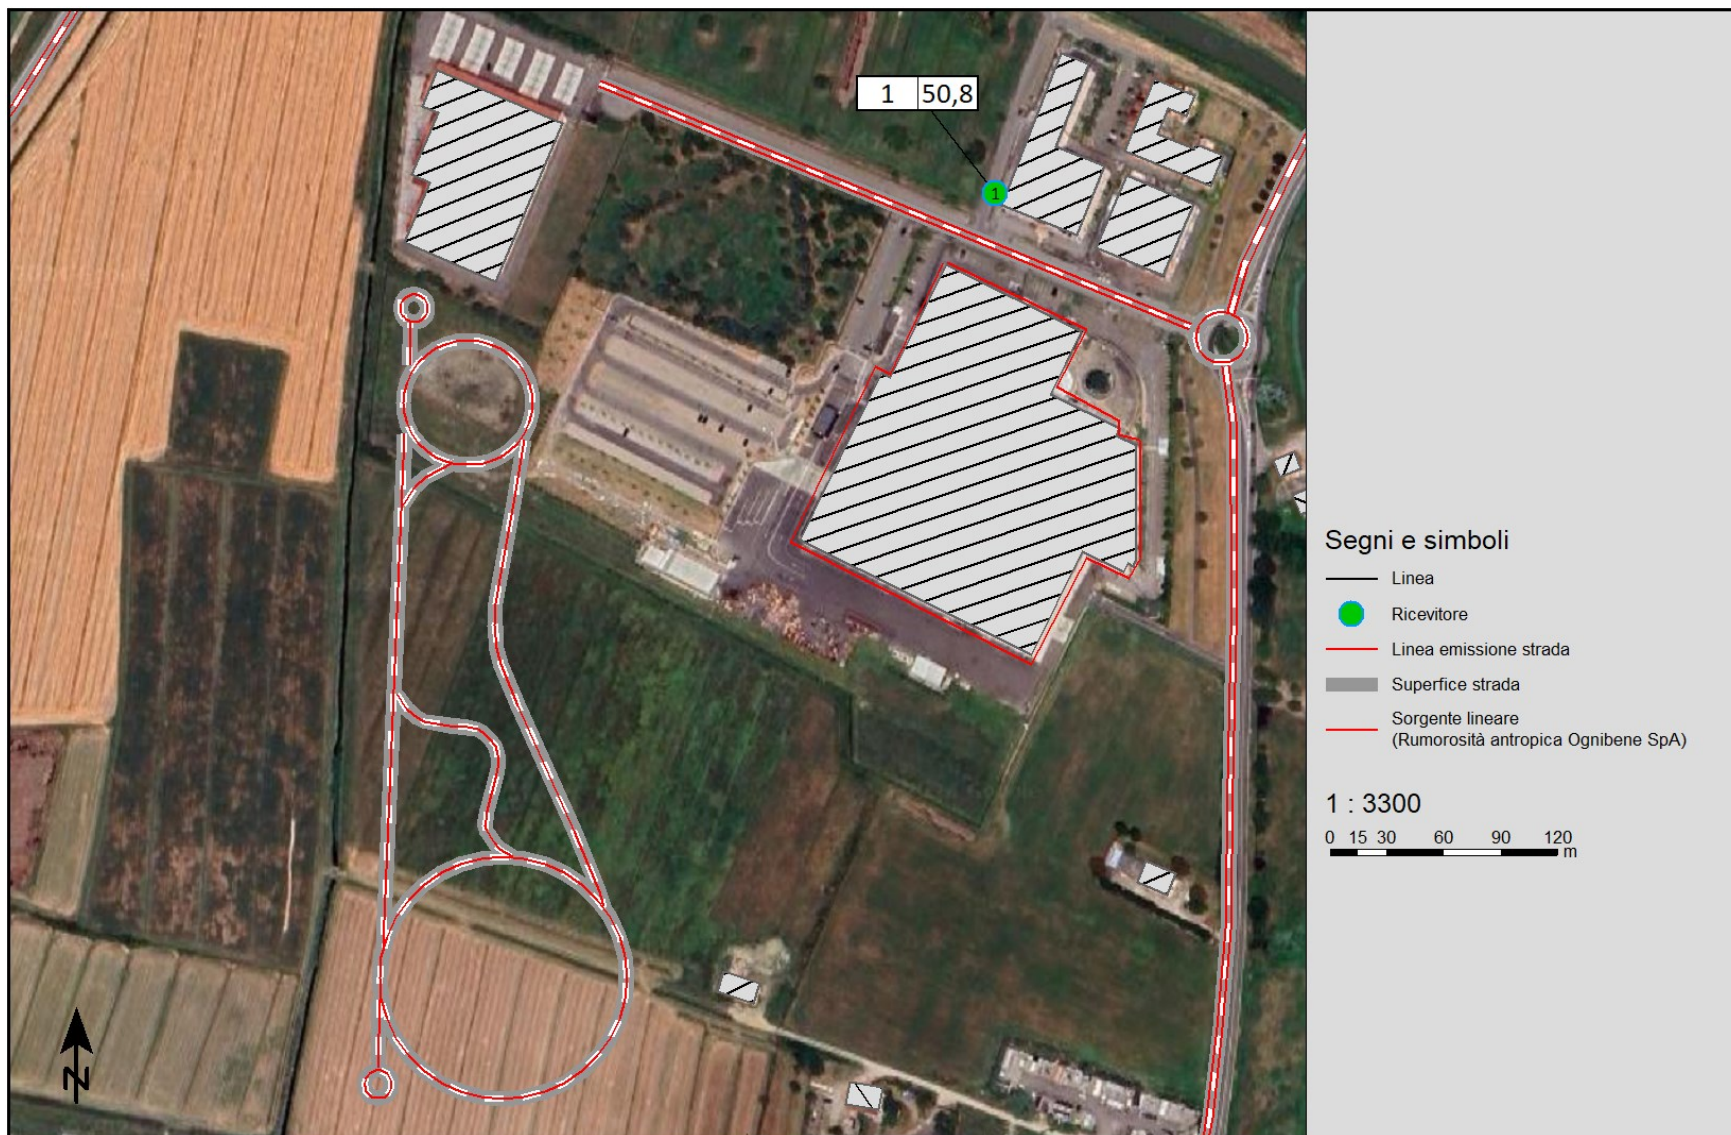 1 50,8
1
Segni e simboli
Linea
Ricevitore
Linea emissione strada
Superfice strada
Sorgente lineare
(Rumorosità antropica Ognibene SpA)
1 : 3300
0 15 30 60 90 120
m
N